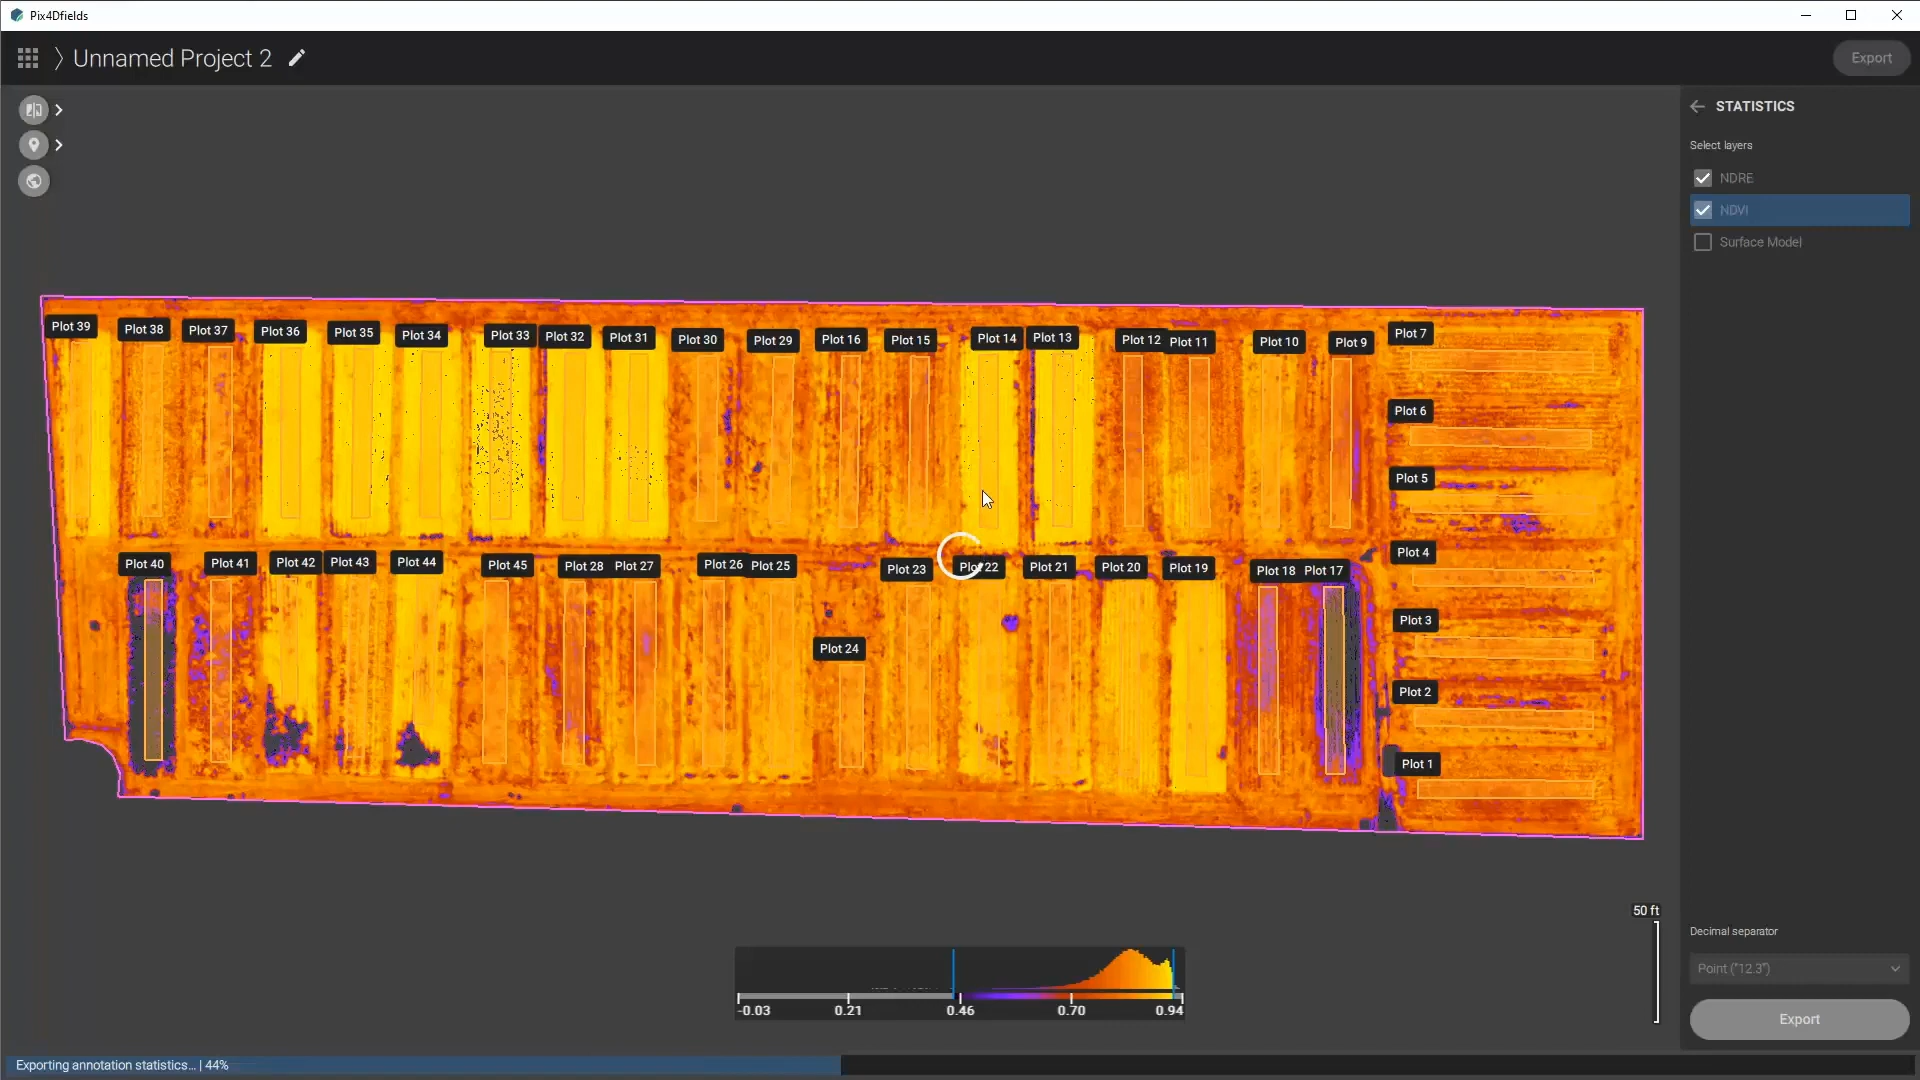 Pix4Dfields
Unnamed Project 2
Export
STATISTICS
Select layers
NDRE
NDVI
Surface Model
Plot 39
Plot 38
Plot 37
Plot 36
Plot 35
Plot 34
Plot 33
Plot 32
Plot 31
Plot 30
Plot 29
Plot 16
Plot 15
Plot 14
Plot 13
Plot 12
Plot 11
Plot 10
Plot 9
Plot 7
Plot 6
Plot 5
Plot 4
Plot 40
Plot 41
Plot 42
Plot 43
Plot 44
Plot 45
Plot 28
Plot 27
Plot 26
Plot 25
Plot 23
Plot 22
Plot 21
Plot 20
Plot 19
Plot 18
Plot 17
Plot 3
Plot 24
Plot 2
Plot 1
50 ft
Decimal separator
Point ("12.3")
-0.03 0.21 0.46 0.70 0.94
Export
Exporting annotation statistics... | 44%